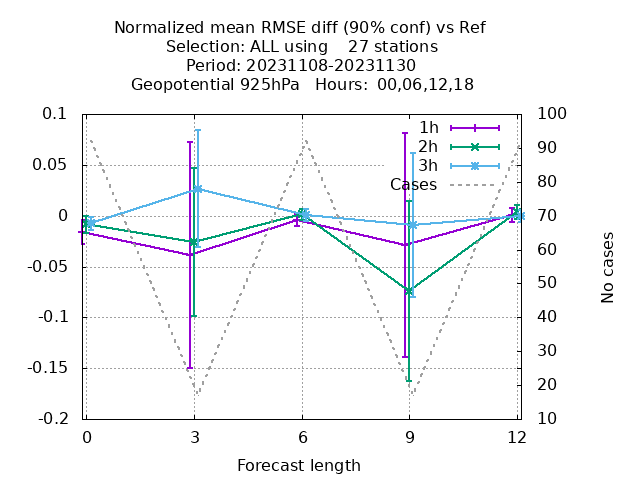 Normalized mean RMSE diff (90% conf) vs Ref
Selection: ALL using    27 stations
Period: 20231108-20231130
Geopotential 925hPa   Hours:  00,06,12,18
0.1
0.05
0
-0.05
-0.1
-0.15
-0.2
100
90
80
70
60
50
40
30
20
10
1h
2h
3h
Cases
No cases
0 3 6 9 12
Forecast length